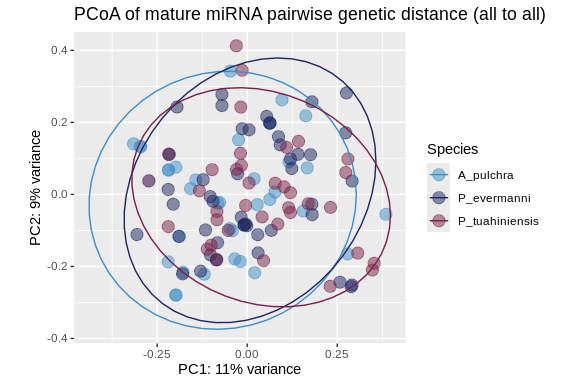 PCoA of mature miRNA pairwise genetic distance (all to all)
0.4
0.2
0.0
-0.2
-0.4
PC2: 9% variance
-0.25
0.00
0.25
PC1: 11% variance
Species
A_pulchra
P_evermanni
P_tuahiniensis